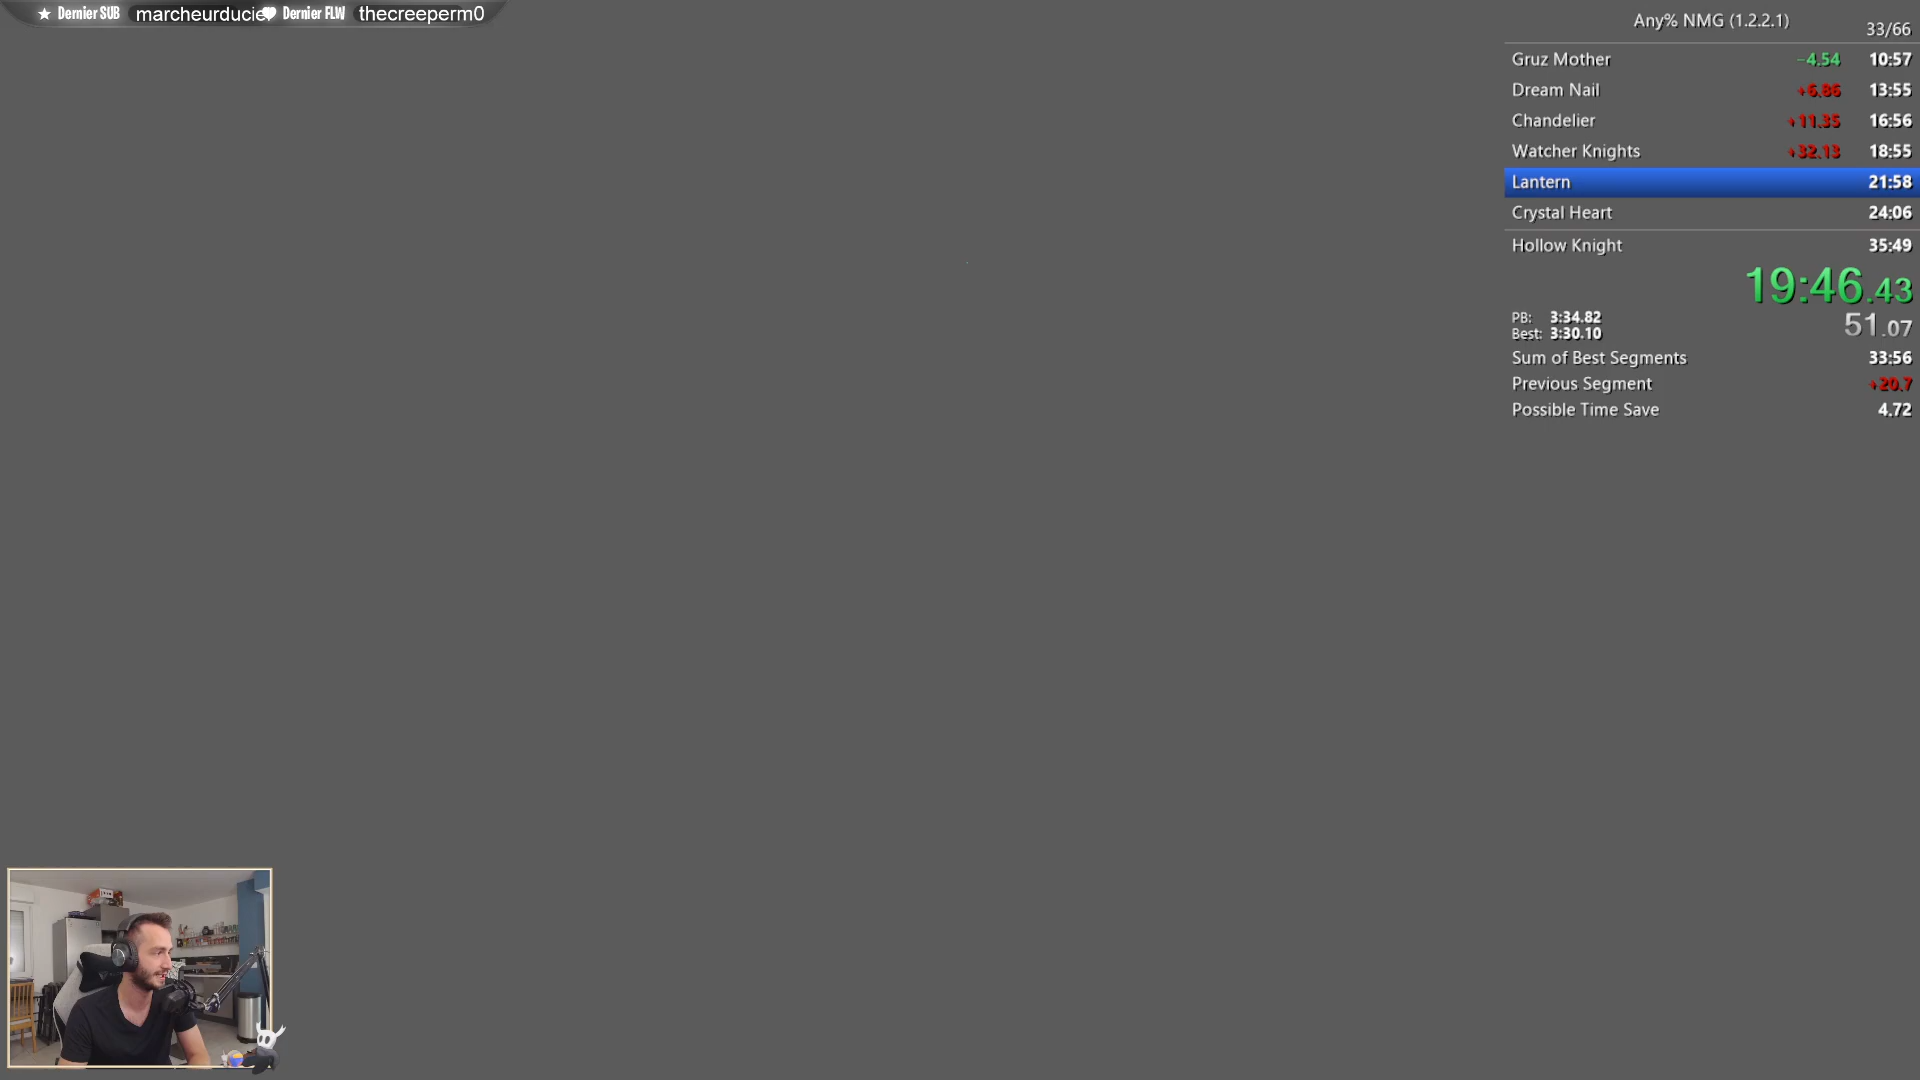 Dernier SUB marcheurducie Dernier FLW thecreeperm0
Any% NMG (1.2.2.1)
33/66
Gruz Mother -4.54 10:57
Dream Nail +6.86 13:55
Chandelier +11.35 16:56
Watcher Knights +32.13 18:55
Lantern 21:58
Crystal Heart 24:06
Hollow Knight 35:49
19:46.43
PB: 3:34.82
51.07
Best: 3:30.10
Sum of Best Segments 33:56
Previous Segment +20.7
Possible Time Save 4.72